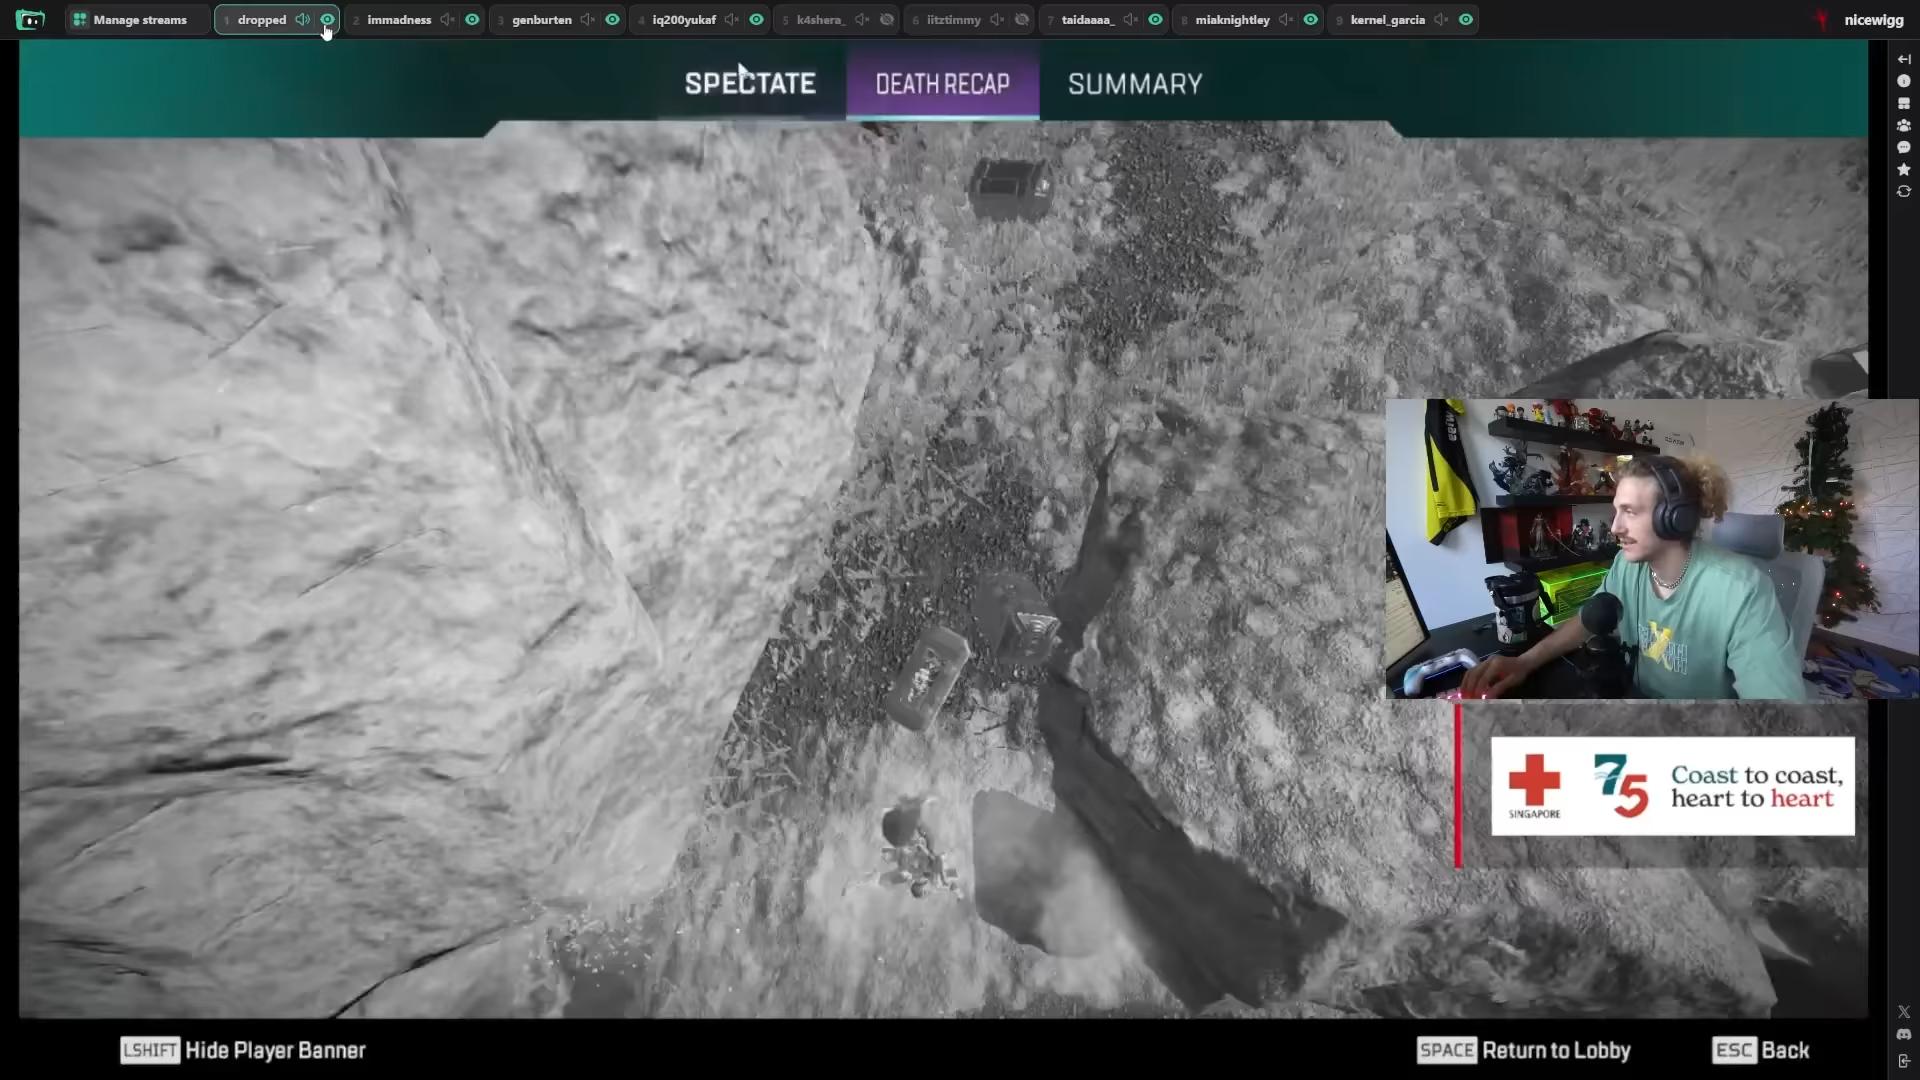 Manage streams
1 dropped
2 immadness
3 genburten
4 iq200yukaf
5 k4shera_
6 iitztimmy
7 taidaaaa_
8 miaknightley
9 kernel_garcia
nicewigg
SPECTATE
DEATH RECAP
SUMMARY
SINGAPORE
75
Coast to coast,
heart to heart
LSHIFT Hide Player Banner
SPACE Return to Lobby
ESC Back